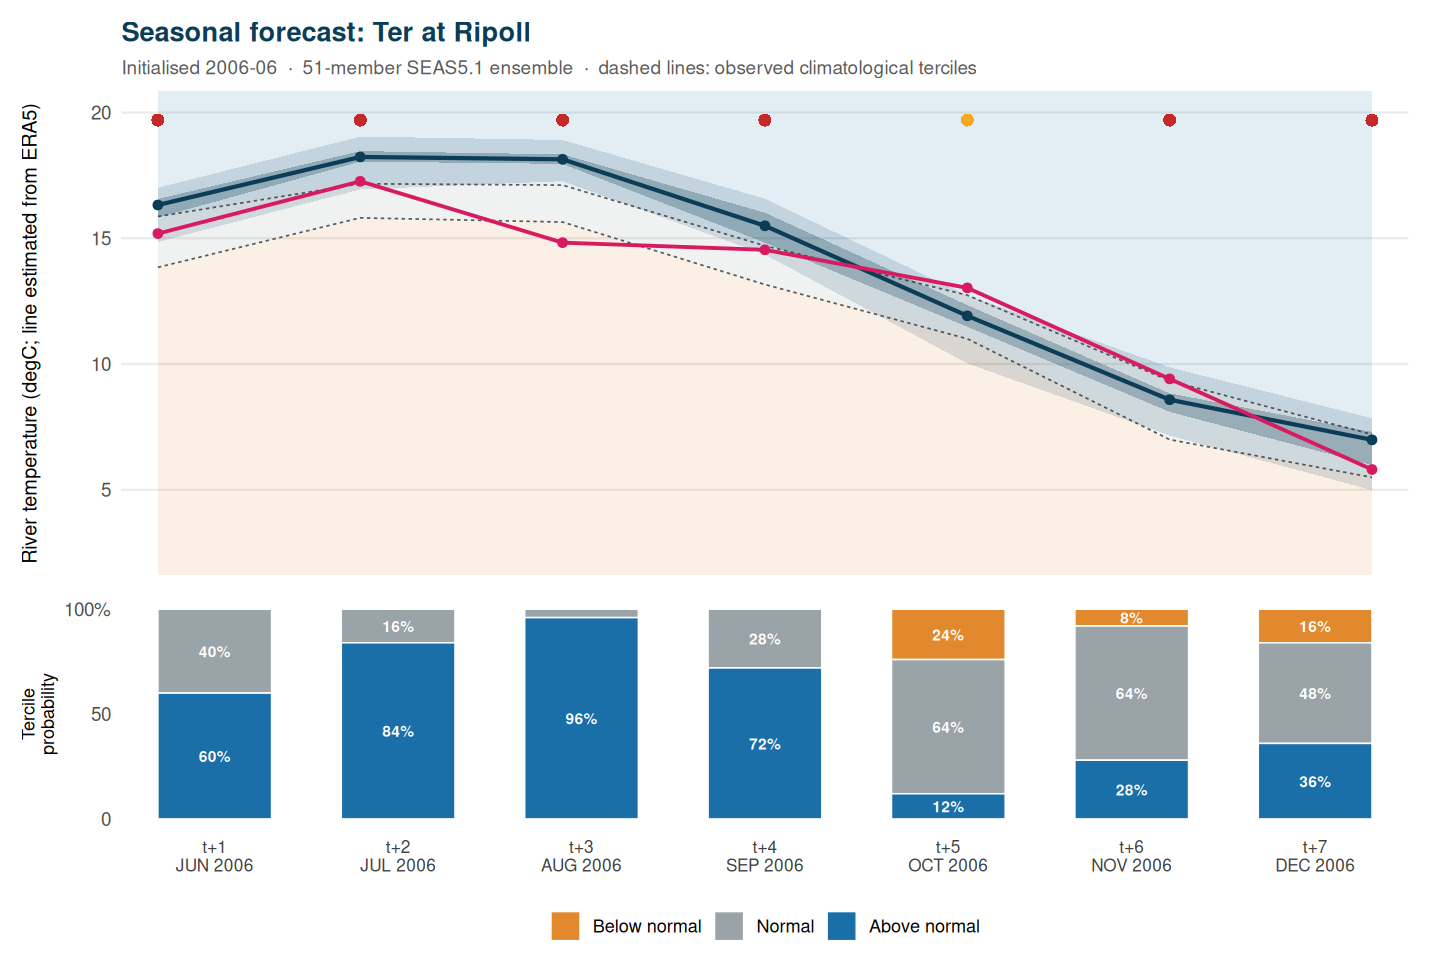 Seasonal forecast: Ter at Ripoll
Initialised 2006-06 · 51-member SEAS5.1 ensemble · dashed lines: observed climatological terciles
River temperature (degC; line estimated from ERA5)
20
15
10
5
Tercile
probability
100%
50
0
40%
60%
16%
84%
96%
28%
72%
24%
64%
12%
8%
64%
28%
16%
48%
36%
t+1
JUN 2006
t+2
JUL 2006
t+3
AUG 2006
t+4
SEP 2006
t+5
OCT 2006
t+6
NOV 2006
t+7
DEC 2006
Below normal
Normal
Above normal